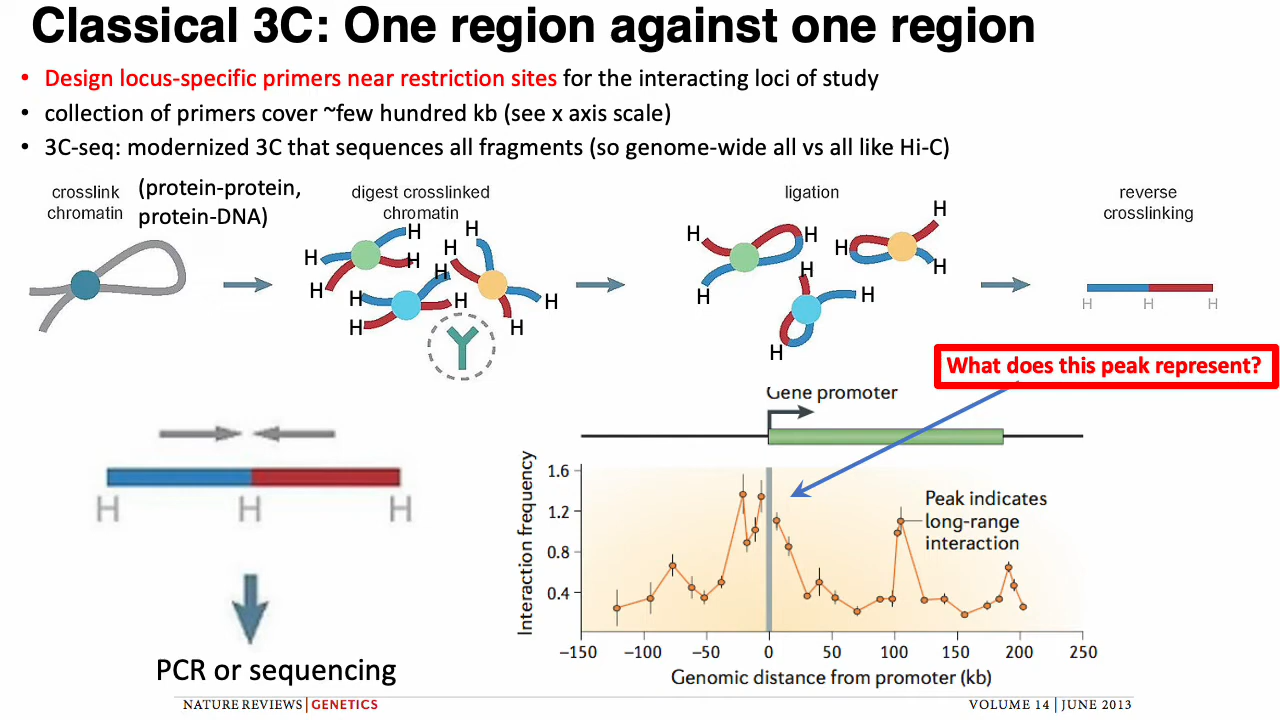 Classical 3C: One region against one region
• Design locus-specific primers near restriction sites for the interacting loci of study
• collection of primers cover ~few hundred kb (see x axis scale)
• 3C-seq: modernized 3C that sequences all fragments (so genome-wide all vs all like Hi-C)
crosslink
chromatin
(protein-protein,
protein-DNA)
digest crosslinked
chromatin
ligation
reverse
crosslinking
H H H H H H H H H H H H
H H H H H H
H H H
What does this peak represent?
Gene promoter
H H H
PCR or sequencing
Interaction frequency
1.6
1.2
0.8
0.4
Peak indicates
long-range
interaction
−150 −100 −50 0 50 100 150 200 250
Genomic distance from promoter (kb)
NATURE REVIEWS | GENETICS
VOLUME 14 | JUNE 2013